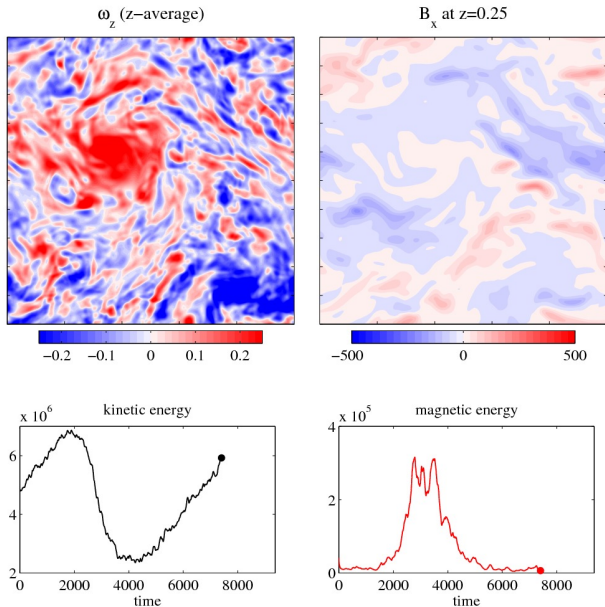 ω_z (z−average)
B_x at z=0.25
−0.2 −0.1 0 0.1 0.2
−500 0 500
x 10^6 kinetic energy
6
4
2
0 2000 4000 6000 8000
time
x 10^5 magnetic energy
4
2
0
0 2000 4000 6000 8000
time